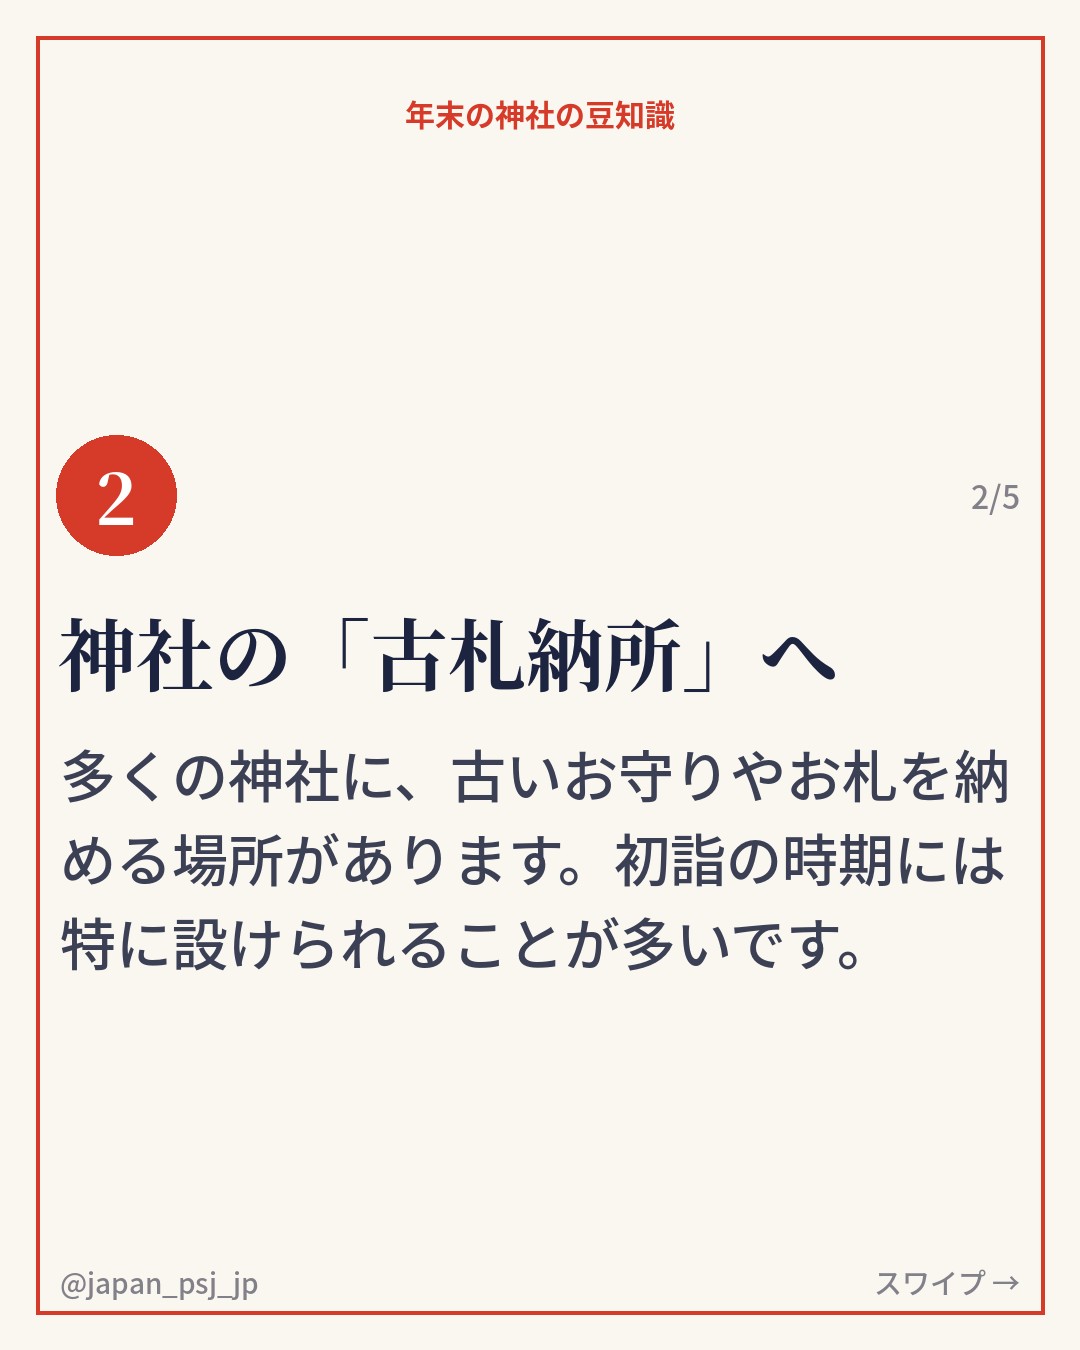 年末の神社の豆知識
2
2/5
神社の「古札納所」へ
多くの神社に、古いお守りやお札を納
める場所があります。初詣の時期には
特に設けられることが多いです。
@japan_psj_jp
スワイプ →